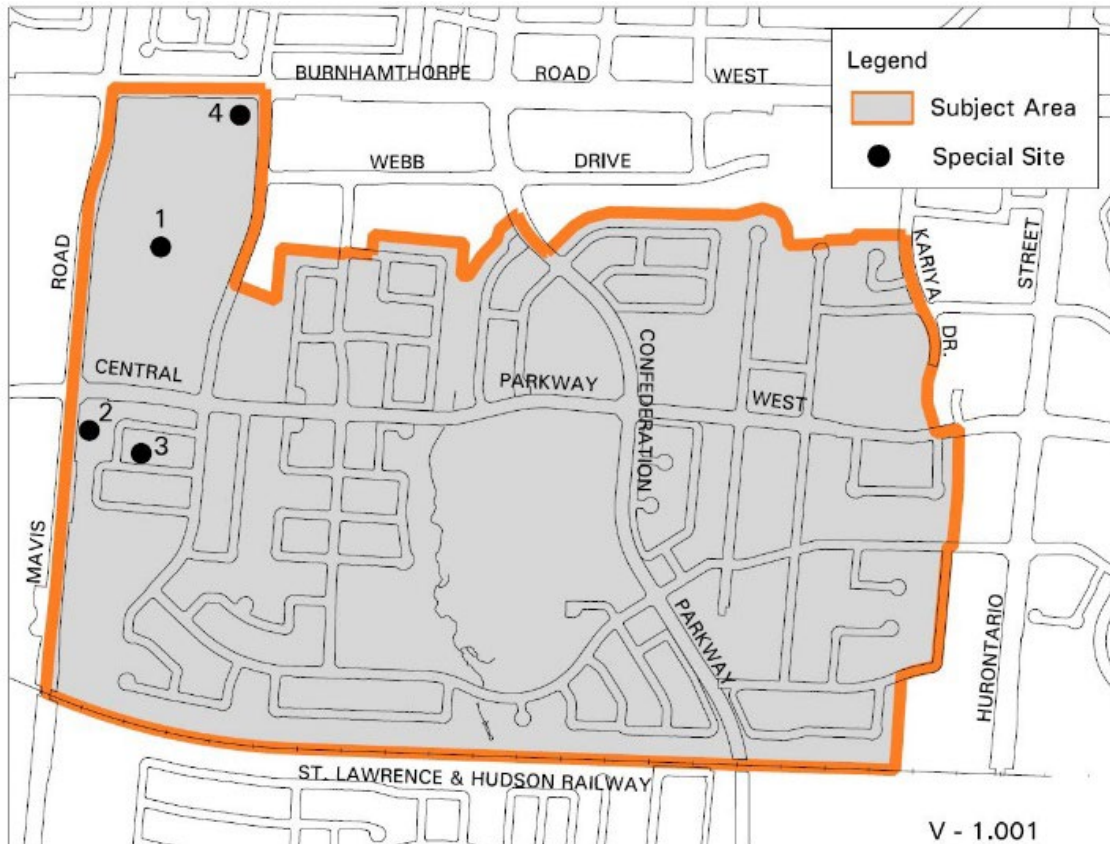 BURNHAMTHORPE ROAD WEST
Legend
Subject Area
Special Site
4
WEBB DRIVE
1
ROAD
KARIYA
DR.
STREET
CENTRAL
PARKWAY
CONFEDERATION
WEST
2
3
MAVIS
PARKWAY
HURONTARIO
ST. LAWRENCE & HUDSON RAILWAY
V - 1.001